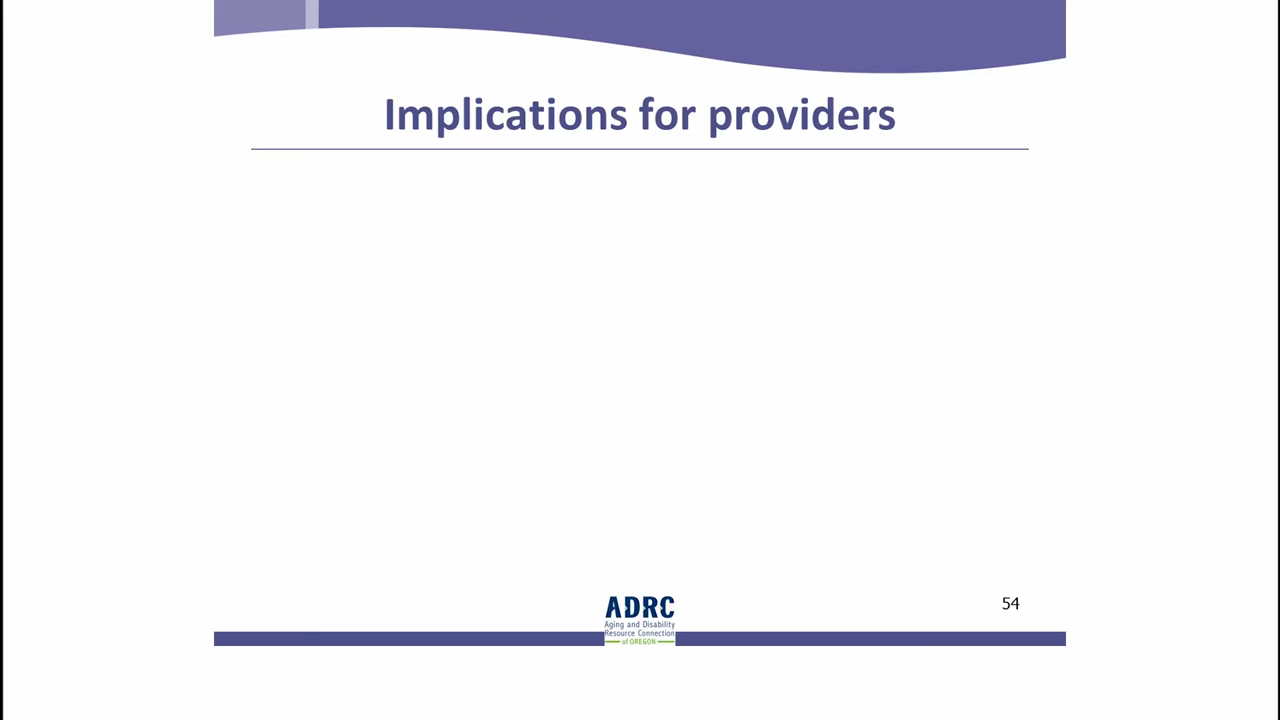 Implications for providers
ADRC
Aging and Disability
Resource Connection
of OREGON
54